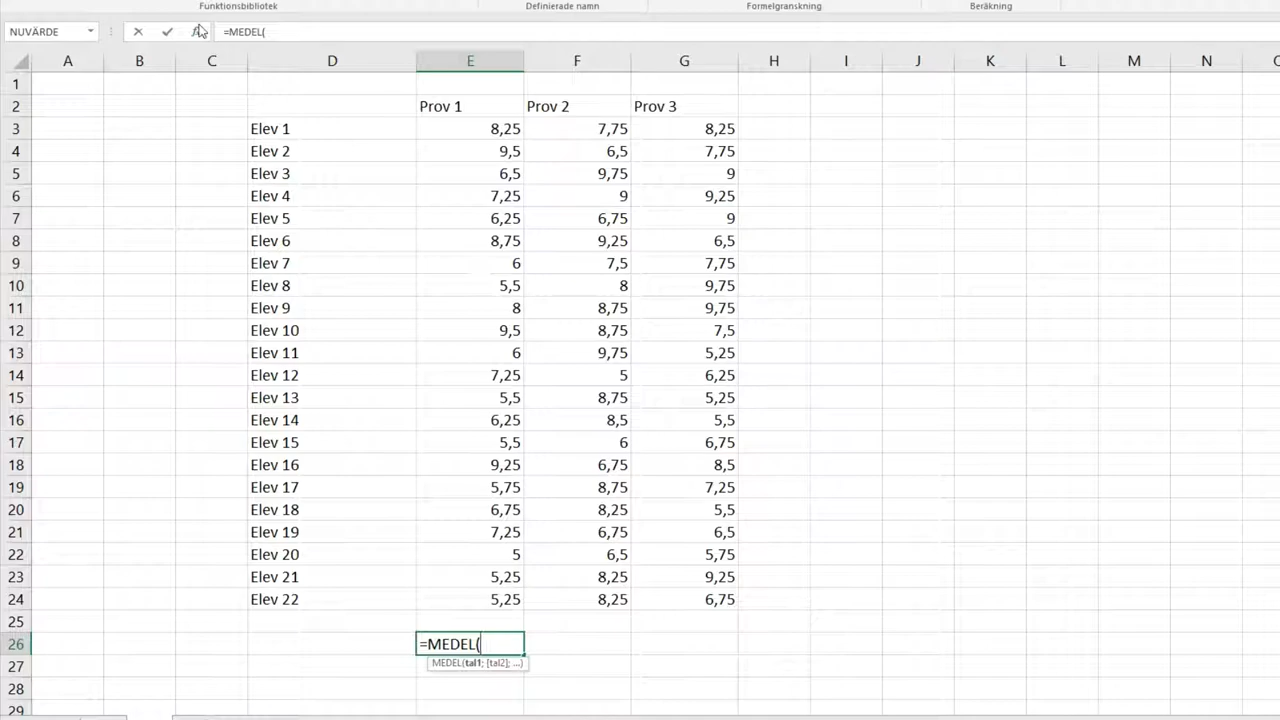 Funktionsbibliotek Definierade namn Formelgranskning Beräkning
NUVÄRDE fx =MEDEL(
A B C D E F G H I J K L M N
1
2 Prov 1 Prov 2 Prov 3
3 Elev 1 8,25 7,75 8,25
4 Elev 2 9,5 6,5 7,75
5 Elev 3 6,5 9,75 9
6 Elev 4 7,25 9 9,25
7 Elev 5 6,25 6,75 9
8 Elev 6 8,75 9,25 6,5
9 Elev 7 6 7,5 7,75
10 Elev 8 5,5 8 9,75
11 Elev 9 8 8,75 9,75
12 Elev 10 9,5 8,75 7,5
13 Elev 11 6 9,75 5,25
14 Elev 12 7,25 5 6,25
15 Elev 13 5,5 8,75 5,25
16 Elev 14 6,25 8,5 5,5
17 Elev 15 5,5 6 6,75
18 Elev 16 9,25 6,75 8,5
19 Elev 17 5,75 8,75 7,25
20 Elev 18 6,75 8,25 5,5
21 Elev 19 7,25 6,75 6,5
22 Elev 20 5 6,5 5,75
23 Elev 21 5,25 8,25 9,25
24 Elev 22 5,25 8,25 6,75
25
26 =MEDEL(
27 MEDEL(tal1; [tal2]; ...)
28
29